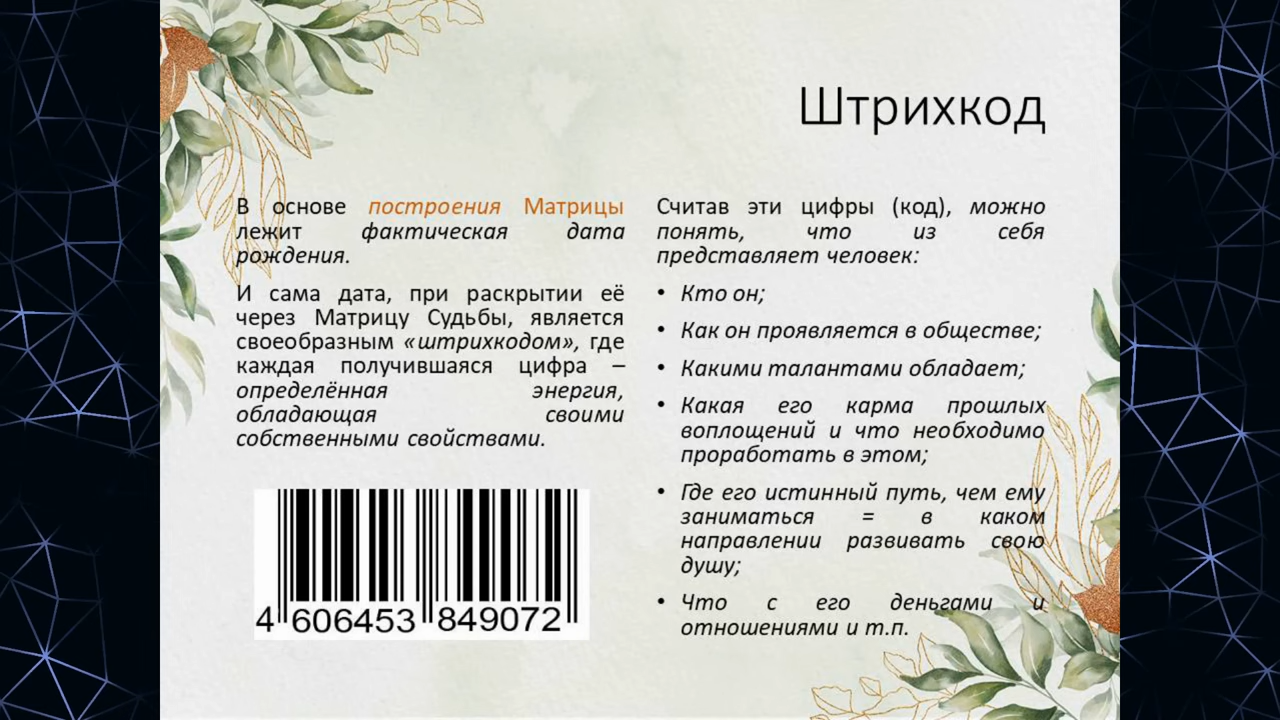 Штрихкод
В основе построения Матрицы
лежит фактическая дата
рождения.
И сама дата, при раскрытии её
через Матрицу Судьбы, является
своеобразным «штрихкодом», где
каждая получившаяся цифра –
определённая энергия,
обладающая своими
собственными свойствами.
4 606453 849072
Считав эти цифры (код), можно
понять, что из себя
представляет человек:
• Кто он;
• Как он проявляется в обществе;
• Какими талантами обладает;
• Какая его карма прошлых
воплощений и что необходимо
проработать в этом;
• Где его истинный путь, чем ему
заниматься = в каком
направлении развивать свою
душу;
• Что с его деньгами и
отношениями и т.п.